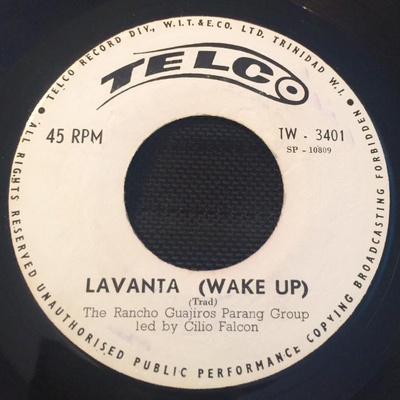 TELCO RECORD DIV., W.I.T. & E.CO. LTD. TRINIDAD W.I.
TELCO
45 RPM
TW - 3401
SP - 10809
LAVANTA (WAKE UP)
(Trad)
The Rancho Guajiros Parang Group
led by Cilio Falcon
ALL RIGHTS RESERVED UNAUTHORISED PUBLIC PERFORMANCE COPYING BROADCASTING FORBIDDEN